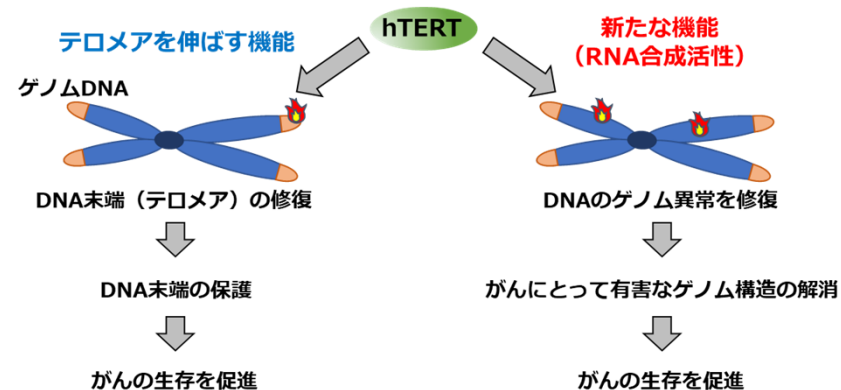 hTERT
テロメアを伸ばす機能
ゲノムDNA
DNA末端（テロメア）の修復
DNA末端の保護
がんの生存を促進
新たな機能
（RNA合成活性）
DNAのゲノム異常を修復
がんにとって有害なゲノム構造の解消
がんの生存を促進